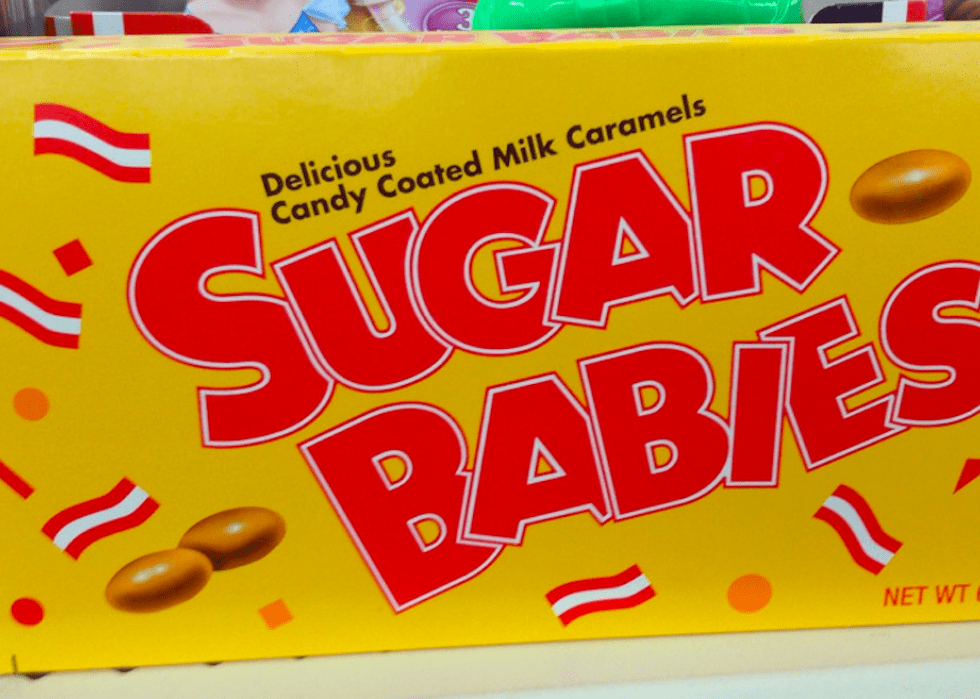 Delicious
Candy Coated Milk Caramels
SUGAR
BABIES
NET WT